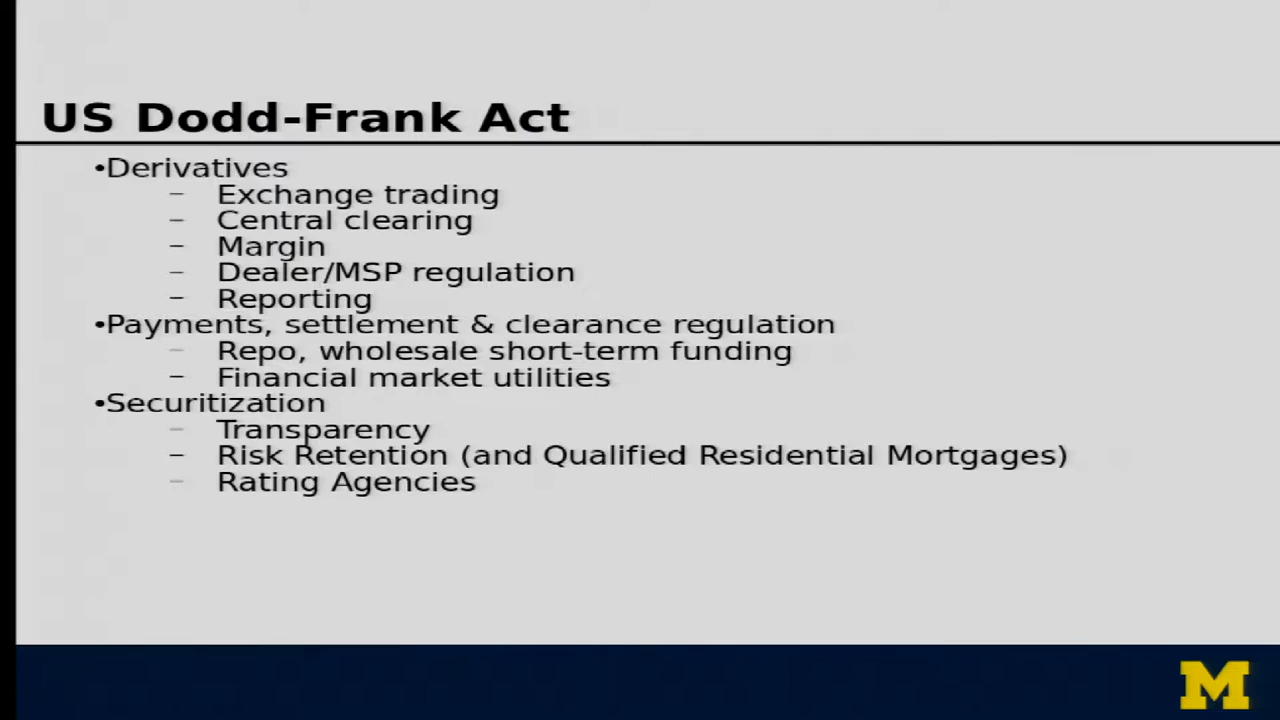 US Dodd-Frank Act
•Derivatives
– Exchange trading
– Central clearing
– Margin
– Dealer/MSP regulation
– Reporting
•Payments, settlement & clearance regulation
– Repo, wholesale short-term funding
– Financial market utilities
•Securitization
– Transparency
– Risk Retention (and Qualified Residential Mortgages)
– Rating Agencies
M